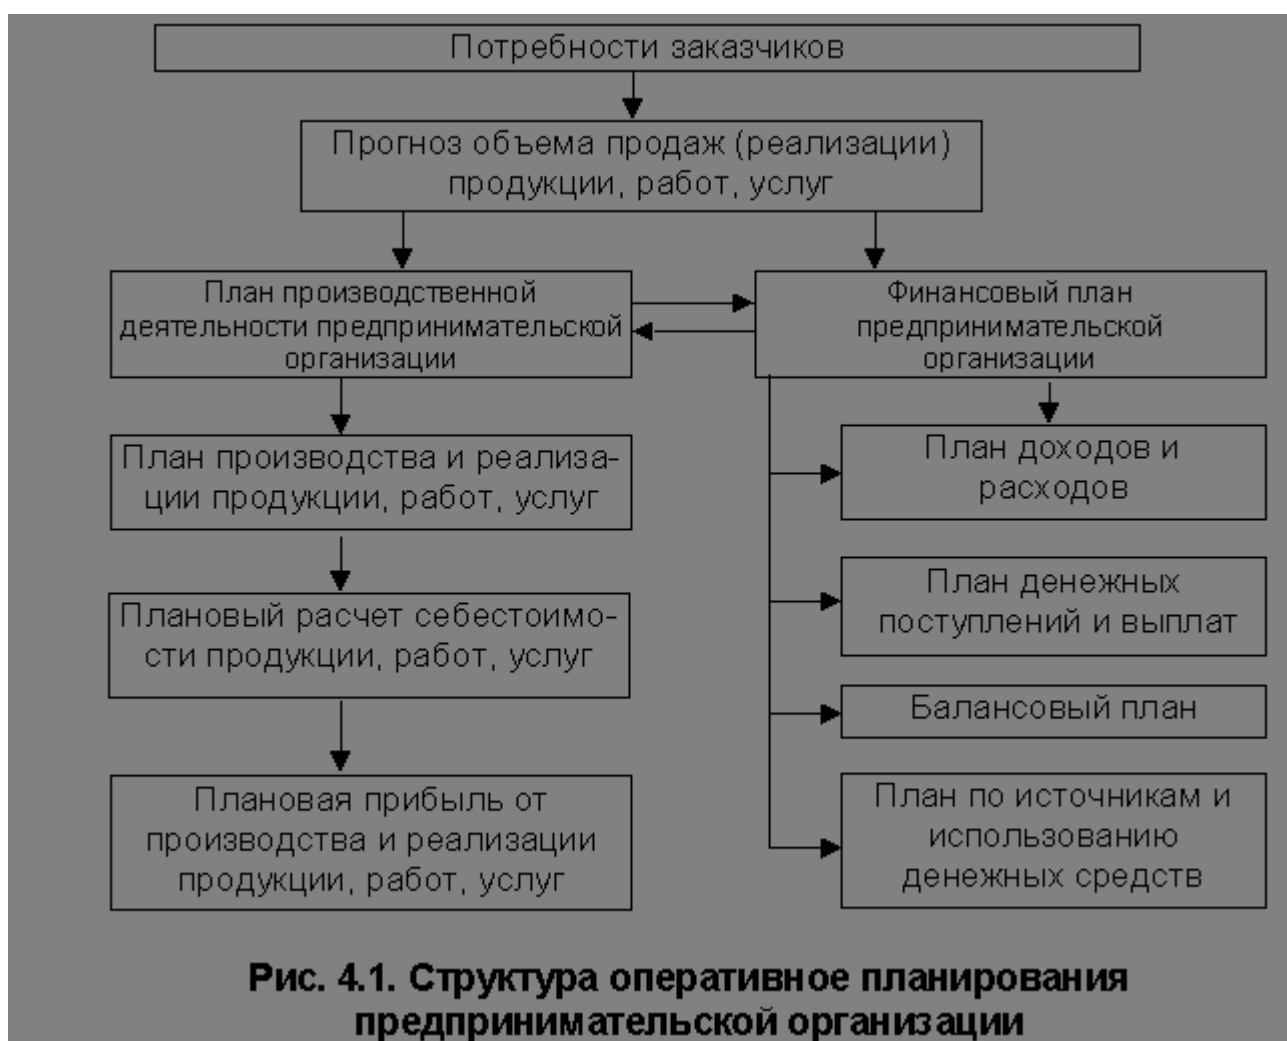 Потребности заказчиков
Прогноз объема продаж (реализации)
продукции, работ, услуг
План производственной
деятельности предпринимательской
организации
Финансовый план
предпринимательской
организации
План производства и реализа-
ции продукции, работ, услуг
Плановый расчет себестоимо-
сти продукции, работ, услуг
Плановая прибыль от
производства и реализации
продукции, работ, услуг
План доходов и
расходов
План денежных
поступлений и выплат
Балансовый план
План по источникам и
использованию
денежных средств
Рис. 4.1. Структура оперативное планирования
предпринимательской организации